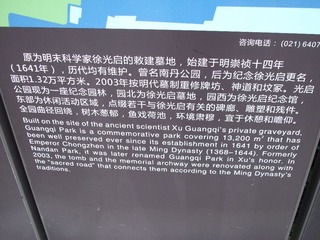 咨询电话：(021) 6407
原为明末科学家徐光启的敕建墓地，始建于明崇祯十四年
（1641年），历代均有维护。曾名南丹公园，后为纪念徐光启更名，
面积1.32万平方米。2003年按明代墓制重修牌坊、神道和坟冢。光启
公园现为一座纪念园林，园北为徐光启墓地，园西为徐光启纪念馆，
东部为休闲活动区域，点缀若干与徐光启有关的碑廊、雕塑和残件。
全园曲径回绕，树木葱郁，鱼戏荷池，环境肃穆，宜于休憩和瞻仰。
Built on the site of the ancient scientist Xu Guangqi's private graveyard,
Guangqi Park is a commemorative park covering 13,200 m² that has
been well preserved ever since its establishment in 1641 by order of
Emperor Chongzhen in the late Ming Dynasty (1368–1644). Formerly
Nandan Park, it was later renamed Guangqi Park in Xu's honor. In
2003, the tomb and the memorial archway were renovated along with
the "sacred road" that connects them according to the Ming Dynasty's
traditions.